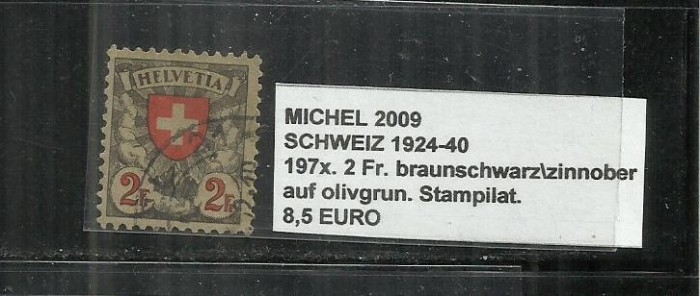 HELVETIA
2Fr. 2Fr.
MICHEL 2009
SCHWEIZ 1924-40
197x. 2 Fr. braunschwarz\zinnober
auf olivgrun. Stampilat.
8,5 EURO